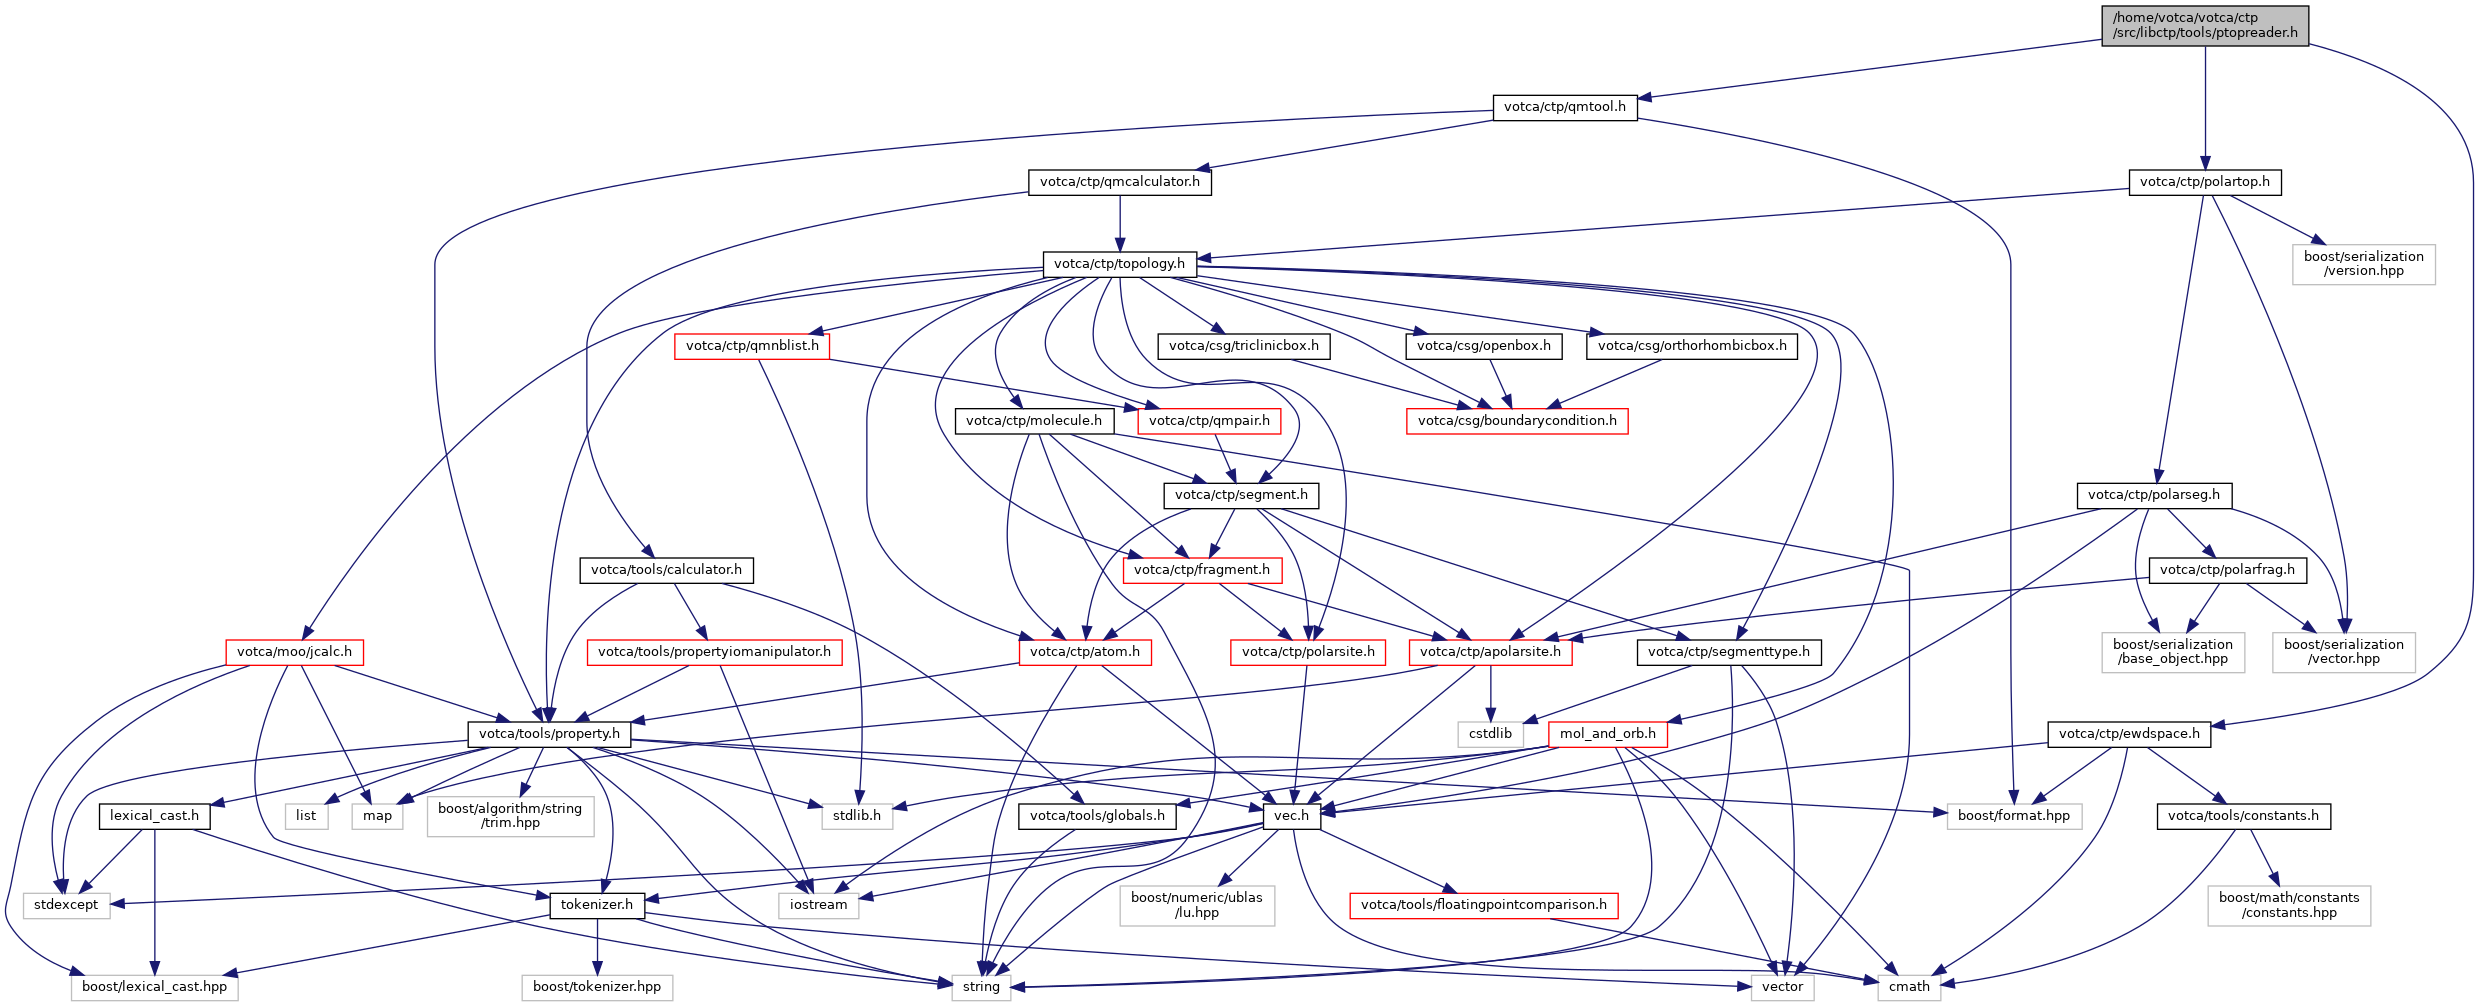 /home/votca/votca/ctp
/src/libctp/tools/ptopreader.h
votca/ctp/qmtool.h
votca/ctp/qmcalculator.h
votca/ctp/polartop.h
votca/ctp/topology.h
boost/serialization
/version.hpp
votca/ctp/qmnblist.h
votca/csg/triclinicbox.h
votca/csg/openbox.h
votca/csg/orthorhombicbox.h
votca/ctp/molecule.h
votca/ctp/qmpair.h
votca/csg/boundarycondition.h
votca/ctp/segment.h
votca/ctp/polarseg.h
votca/tools/calculator.h
votca/ctp/fragment.h
votca/ctp/polarfrag.h
votca/moo/jcalc.h
votca/tools/propertyiomanipulator.h
votca/ctp/atom.h
votca/ctp/polarsite.h
votca/ctp/apolarsite.h
votca/ctp/segmenttype.h
boost/serialization
/base_object.hpp
boost/serialization
/vector.hpp
votca/tools/property.h
cstdlib
mol_and_orb.h
votca/ctp/ewdspace.h
lexical_cast.h
list
map
boost/algorithm/string
/trim.hpp
stdlib.h
votca/tools/globals.h
vec.h
boost/format.hpp
votca/tools/constants.h
stdexcept
tokenizer.h
iostream
boost/numeric/ublas
/lu.hpp
votca/tools/floatingpointcomparison.h
boost/math/constants
/constants.hpp
boost/lexical_cast.hpp
boost/tokenizer.hpp
string
vector
cmath